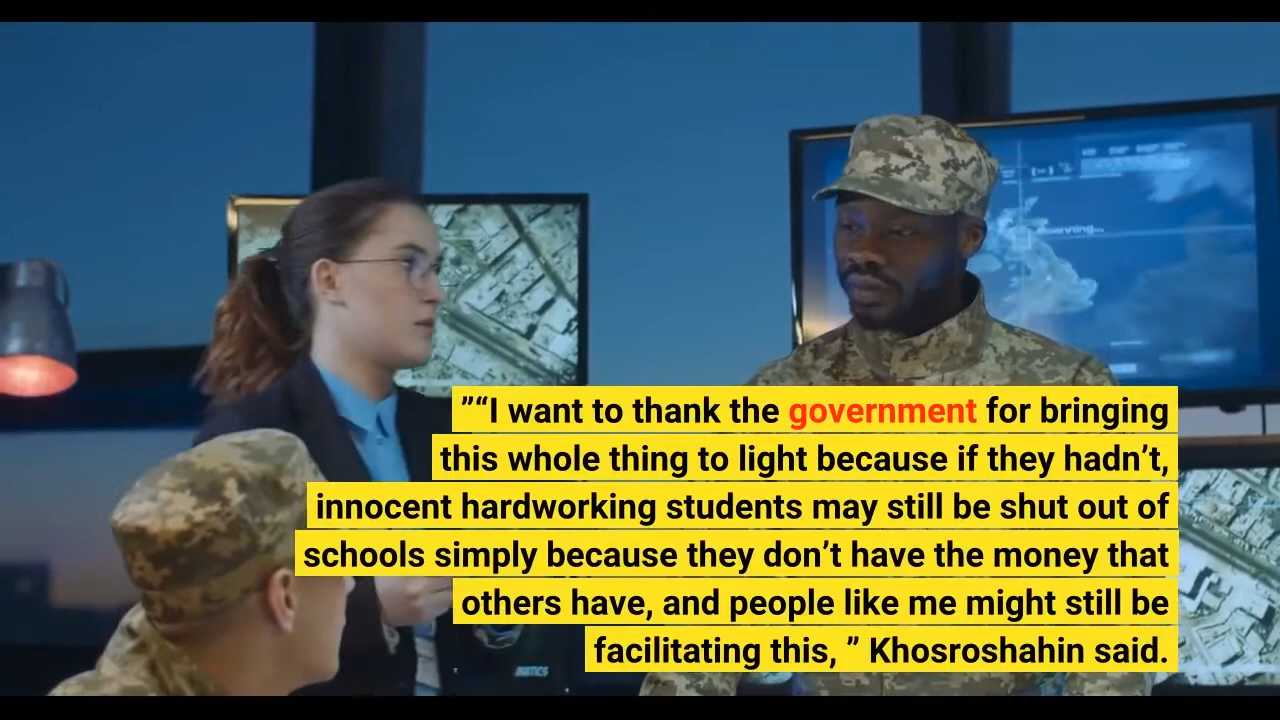 ”“I want to thank the government for bringing
this whole thing to light because if they hadn’t,
innocent hardworking students may still be shut out of
schools simply because they don’t have the money that
others have, and people like me might still be
facilitating this, ” Khosroshahin said.